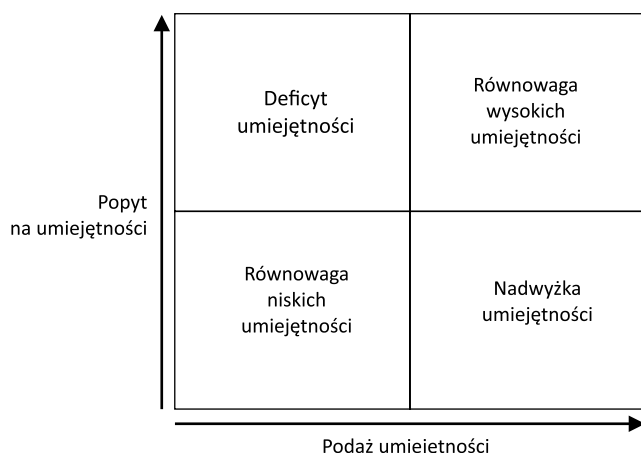 Deficyt
umiejętności
Równowaga
wysokich
umiejętności
Popyt
na umiejętności
Równowaga
niskich
umiejętności
Nadwyżka
umiejętności
Podaż umiejętności